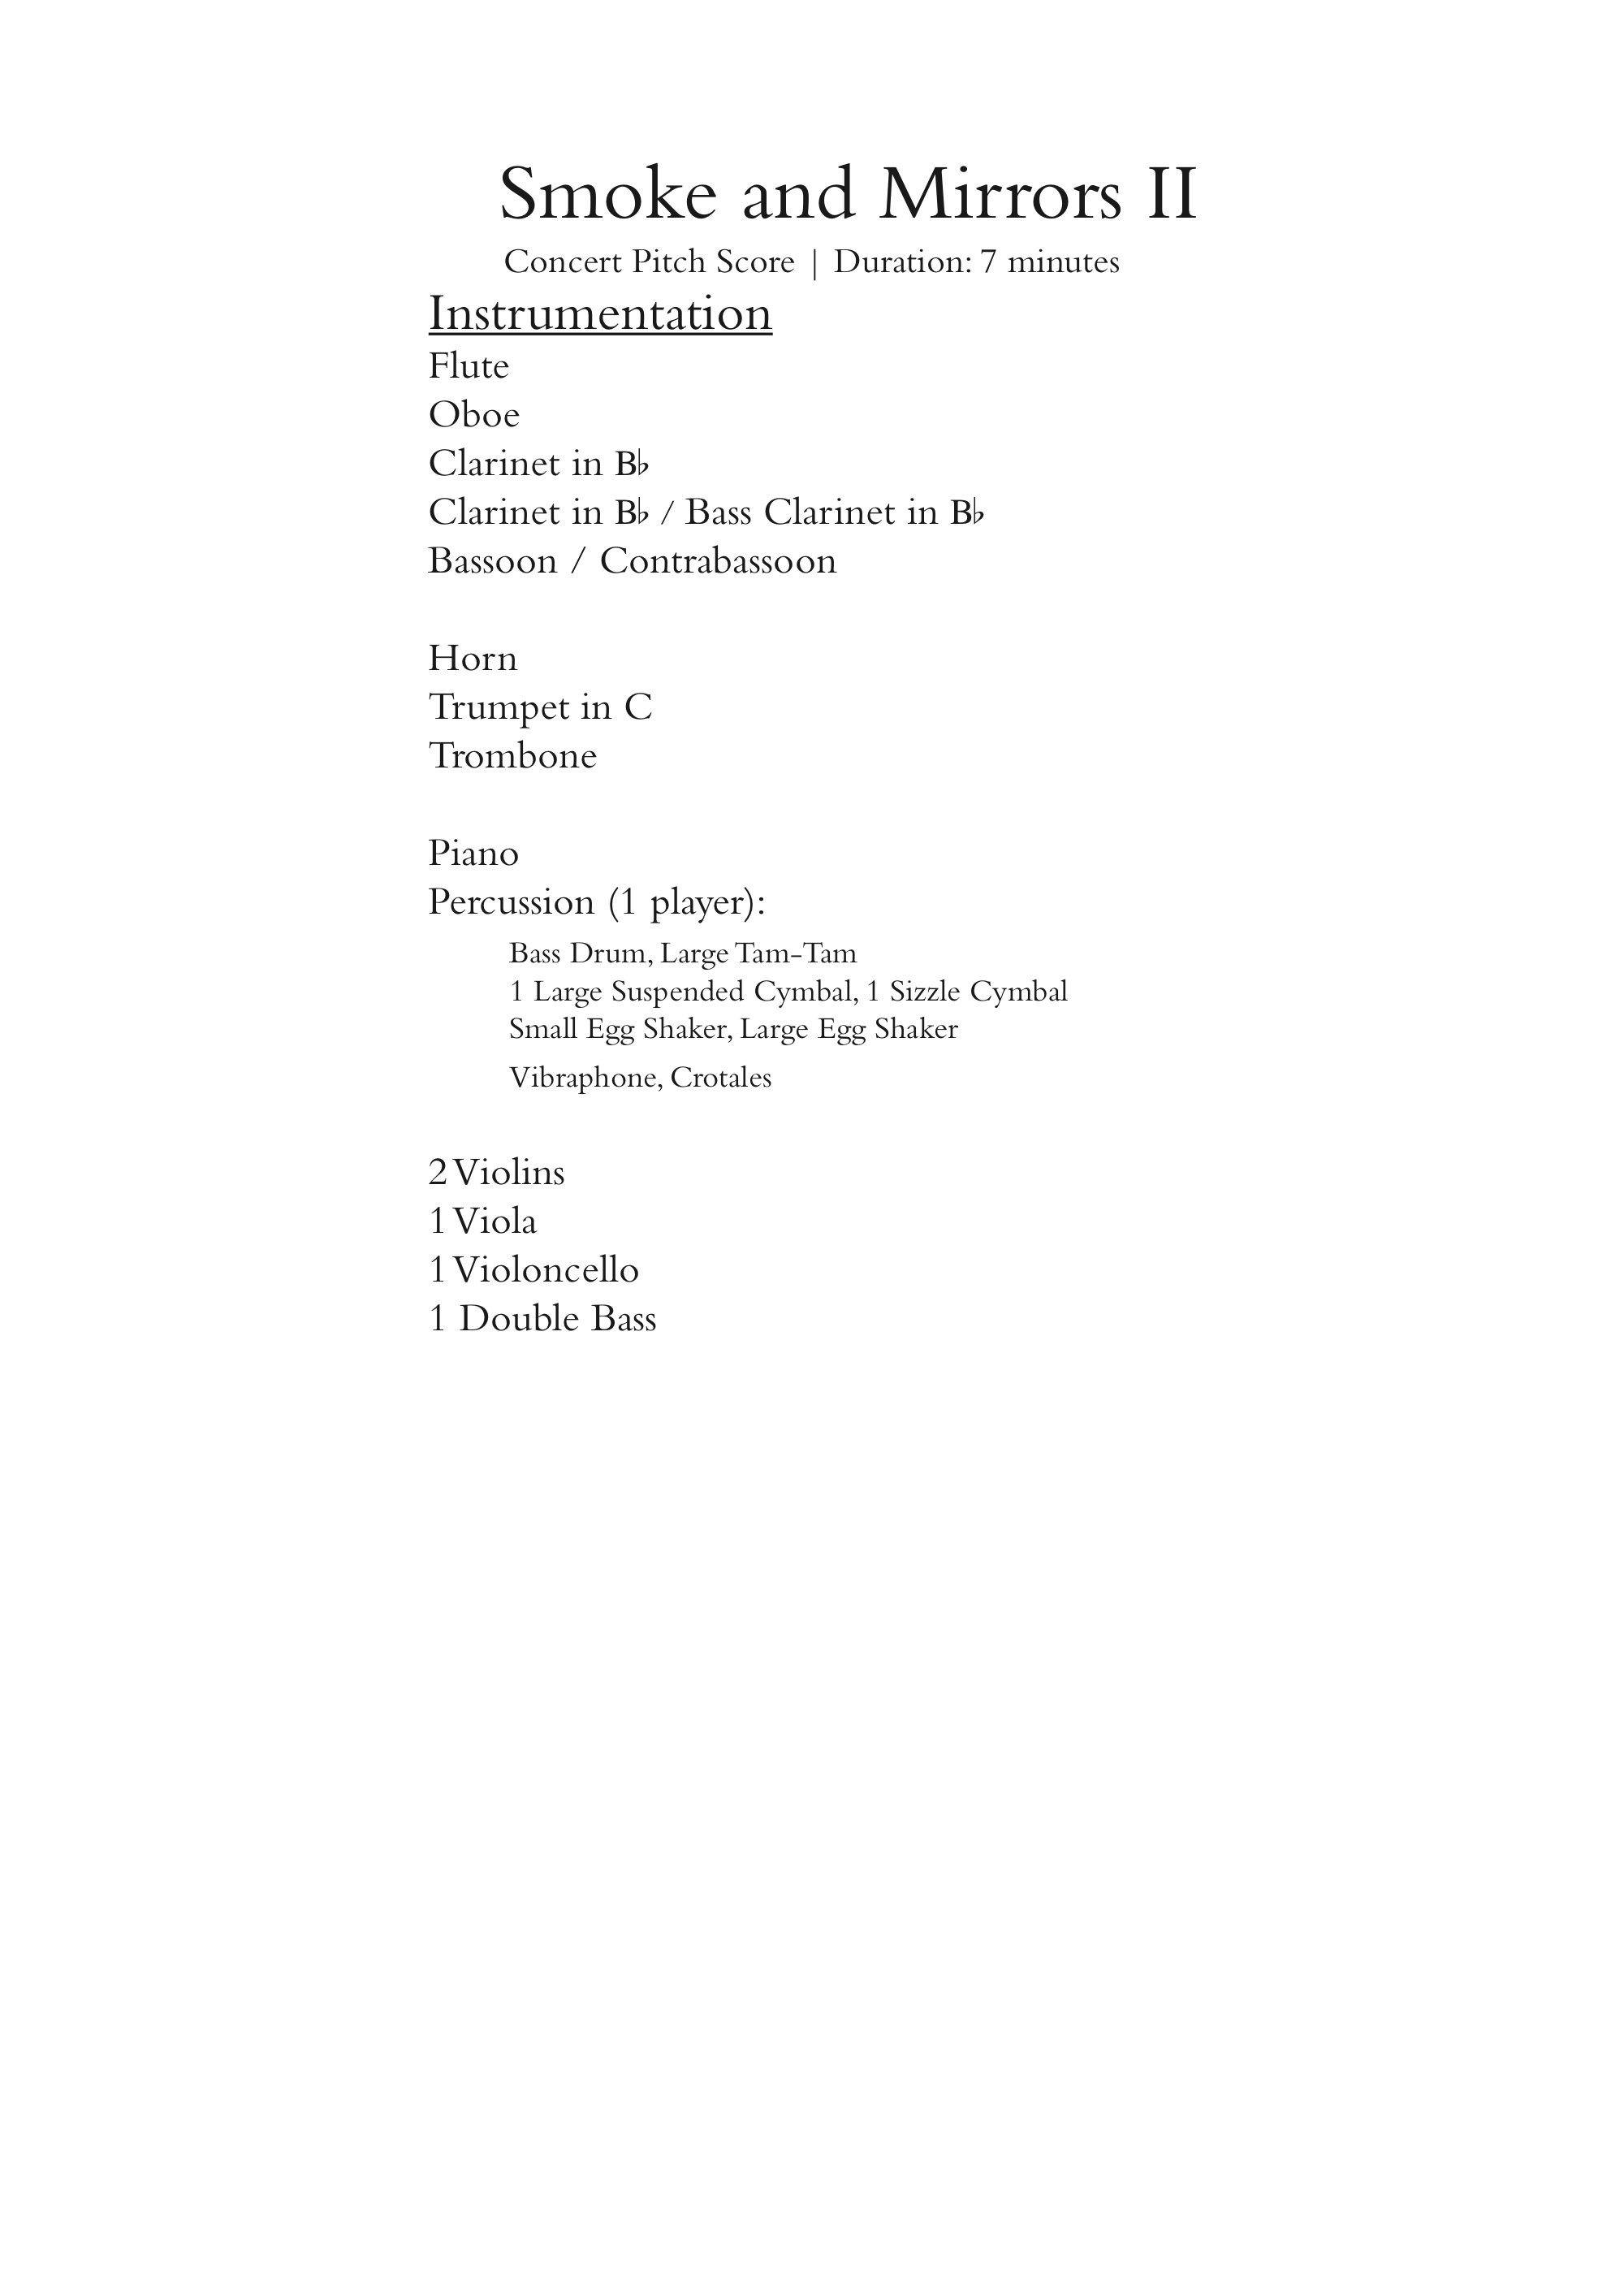 Smoke and Mirrors II
Concert Pitch Score | Duration: 7 minutes
Instrumentation
Flute
Oboe
Clarinet in B♭
Clarinet in B♭ / Bass Clarinet in B♭
Bassoon / Contrabassoon
Horn
Trumpet in C
Trombone
Piano
Percussion (1 player):
Bass Drum, Large Tam-Tam
1 Large Suspended Cymbal, 1 Sizzle Cymbal
Small Egg Shaker, Large Egg Shaker
Vibraphone, Crotales
2 Violins
1 Viola
1 Violoncello
1 Double Bass